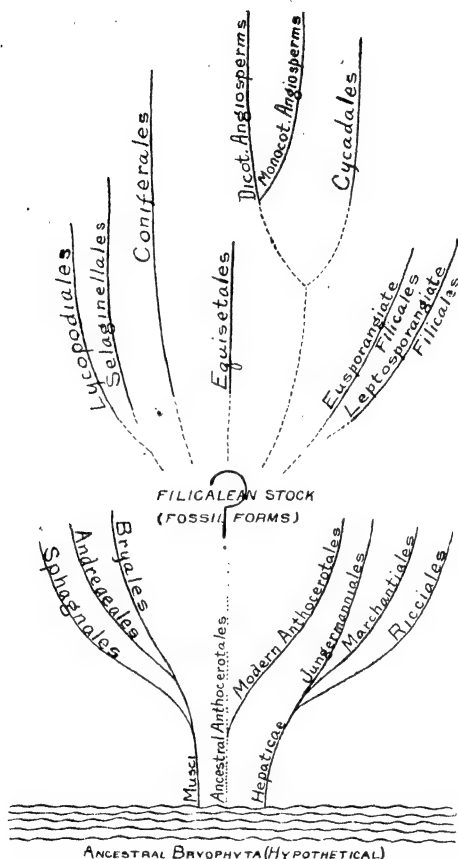 Lycopodiales
Selaginellales
Coniferales
Equisetales
Dicot. Angiosperms
Monocot. Angiosperms
Cycadales
Eusporangiate
Filicales
Leptosporangiate
Filicales
?
FILICALEAN STOCK
(FOSSIL FORMS)
Sphagnales
Andreaeales
Bryales
Musci
Ancestral Anthocerotales
Modern Anthocerotales
Hepaticae
Jungermanniales
Marchantiales
Ricciales
ANCESTRAL BRYOPHYTA (HYPOTHETICAL)